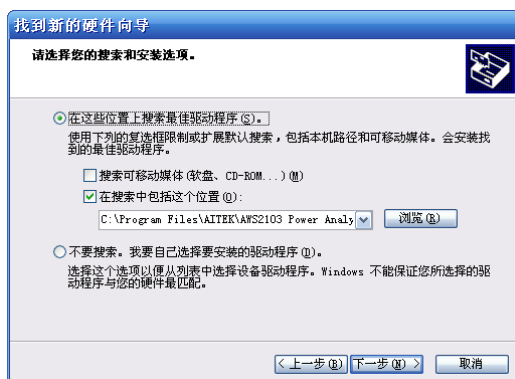 找到新的硬件向导
请选择您的搜索和安装选项。
在这些位置上搜索最佳驱动程序(S)。
使用下列的复选框限制或扩展默认搜索，包括本机路径和可移动媒体。会安装找
到的最佳驱动程序。
搜索可移动媒体(软盘、CD-ROM...)(M)
在搜索中包括这个位置(O):
C:\Program Files\AITEK\AWS2103 Power Analy
浏览(R)
不要搜索。我要自己选择要安装的驱动程序(D)。
选择这个选项以便从列表中选择设备驱动程序。Windows 不能保证您所选择的驱
动程序与您的硬件最匹配。
< 上一步(B) 下一步(N) > 取消